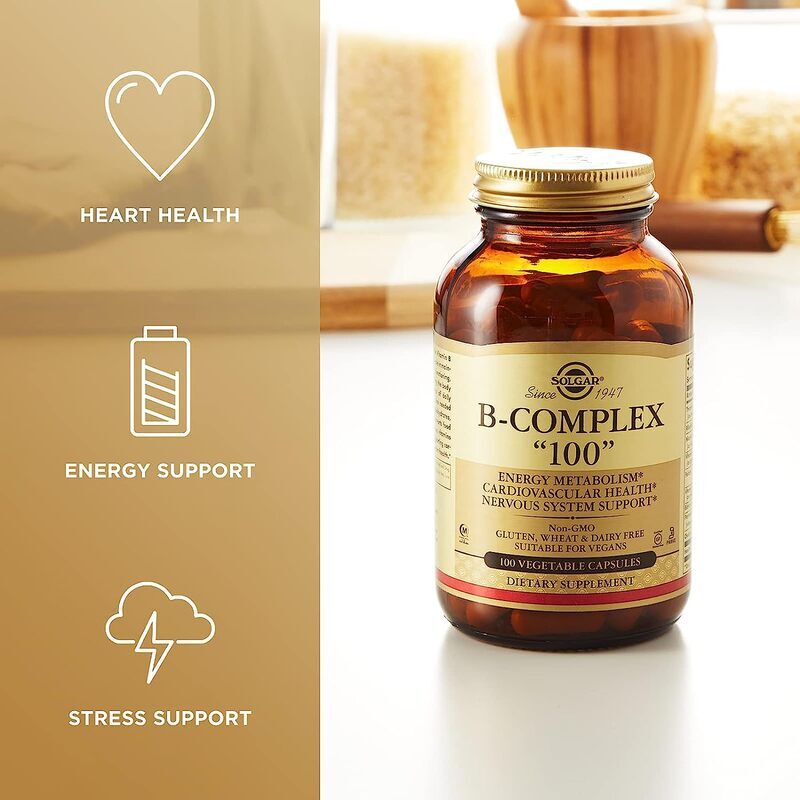 HEART HEALTH
ENERGY SUPPORT
STRESS SUPPORT
SOLGAR®
Since 1947
B-COMPLEX
“100”
ENERGY METABOLISM*
CARDIOVASCULAR HEALTH*
NERVOUS SYSTEM SUPPORT*
Non-GMO
GLUTEN, WHEAT & DAIRY FREE
SUITABLE FOR VEGANS
100 VEGETABLE CAPSULES
DIETARY SUPPLEMENT